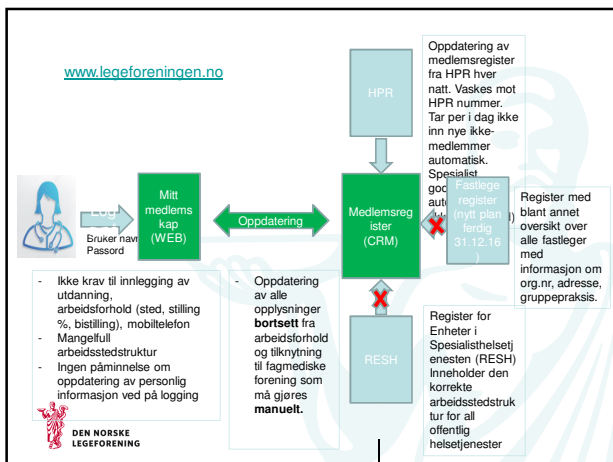 www.legeforeningen.no
HPR
Oppdatering av
medlemsregister
fra HPR hver
natt. Vaskes mot
HPR nummer.
Tar per i dag ikke
inn nye ikke-
medlemmer
automatisk.
Spesialist
Bruker navn
Passord
Mitt
medlems
kap
(WEB)
Oppdatering
Medlemsreg
ister
(CRM)
Fastlege
register
(nytt plan
ferdig
31.12.16
)
Register med
blant annet
oversikt over
alle fastleger
med
informasjon om
org.nr, adresse,
gruppepraksis.
- Ikke krav til innlegging av
utdanning,
arbeidsforhold (sted, stilling
%, bistilling), mobiltelefon
- Mangelfull
arbeidsstedstruktur
- Ingen påminnelse om
oppdatering av personlig
informasjon ved på logging
- Oppdatering
av alle
opplysninger
bortsett fra
arbeidsforhold
og tilknytning
til fagmediske
forening som
må gjøres
manuelt.
RESH
Register for
Enheter i
Spesialisthelsetj
enesten (RESH)
Inneholder den
korrekte
arbeidsstedstruk
tur for all
offentlig
helsetjenester
DEN NORSKE
LEGEFORENING